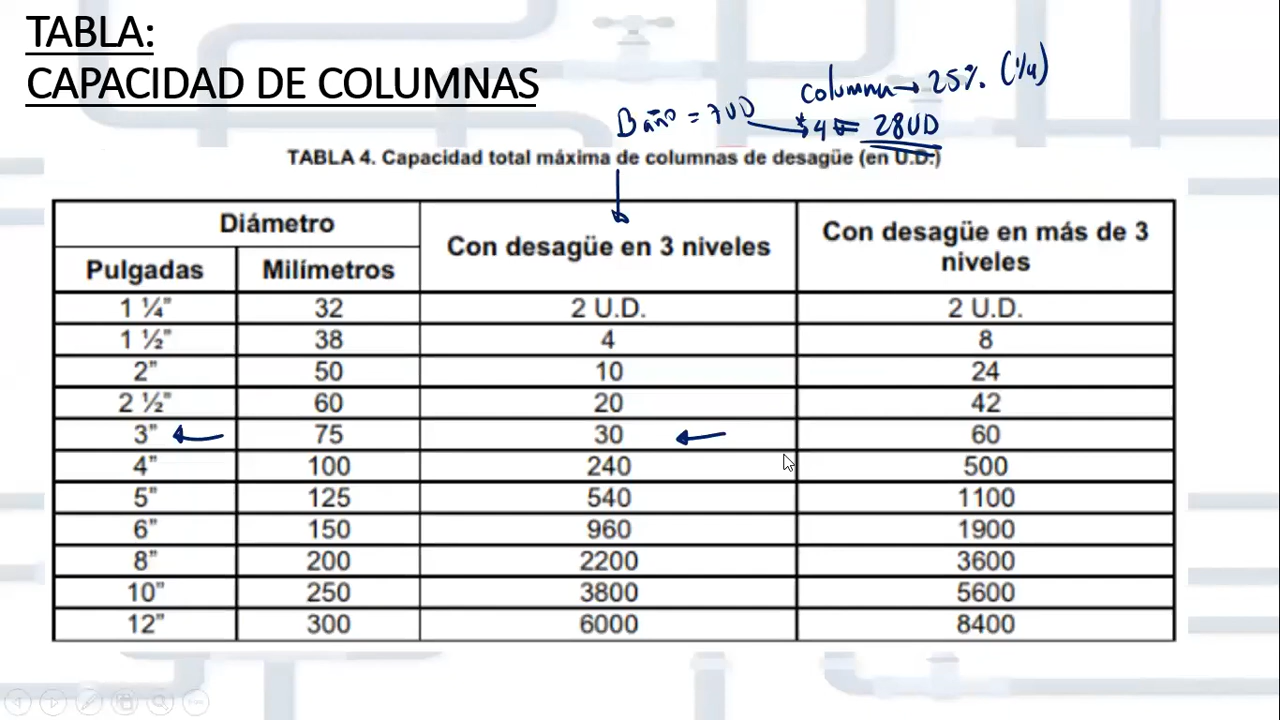 TABLA:
CAPACIDAD DE COLUMNAS
columna → 25% (1/4)
Baño = 7UD
*4 = 28UD
TABLA 4. Capacidad total máxima de columnas de desagüe (en U.D.)
Diámetro
Con desagüe en 3 niveles
Con desagüe en más de 3
niveles
Pulgadas Milímetros
1 ¼” 32 2 U.D. 2 U.D.
1 ½” 38 4 8
2” 50 10 24
2 ½” 60 20 42
3” 75 30 60
4” 100 240 500
5” 125 540 1100
6” 150 960 1900
8” 200 2200 3600
10” 250 3800 5600
12” 300 6000 8400